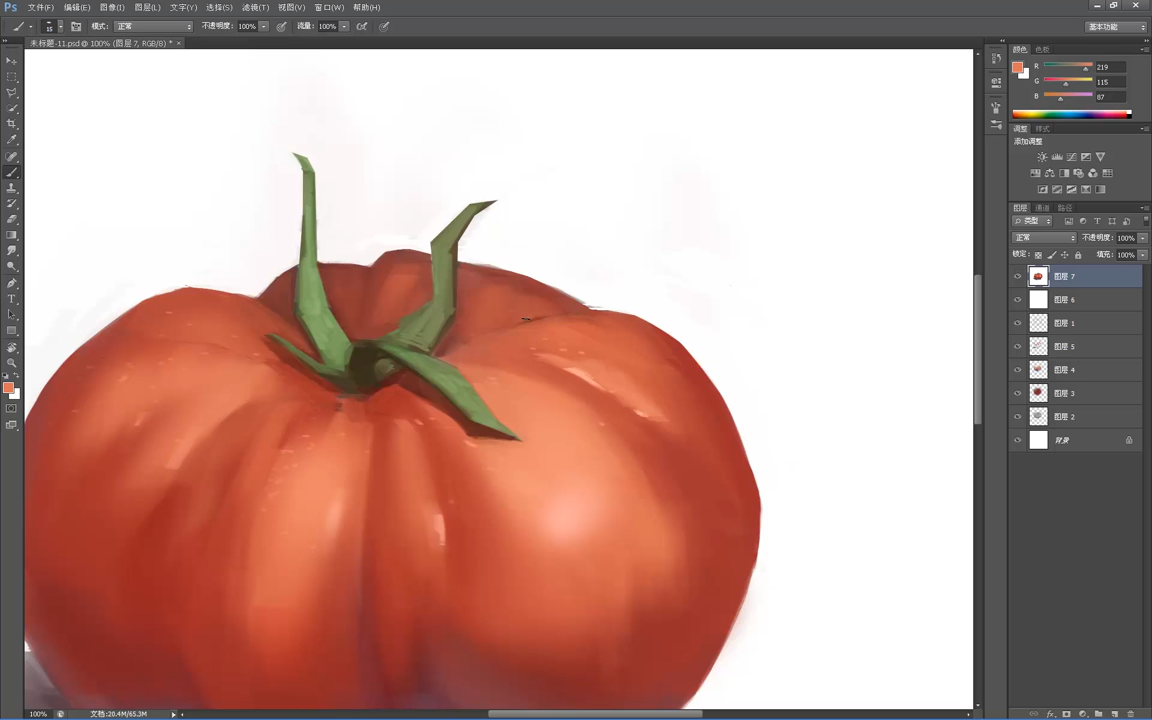 Ps 文件(F) 编辑(E) 图像(I) 图层(L) 文字(Y) 选择(S) 滤镜(T) 视图(V) 窗口(W) 帮助(H)
15 模式: 正常 不透明度: 100% 流量: 100% 基本功能
未标题-11.psd @ 100% (图层 7, RGB/8) * ×
颜色 色板
R 219
G 115
B 87
调整 样式
添加调整
图层 通道 路径
类型
正常 不透明度: 100%
锁定: 填充: 100%
图层 7
图层 6
图层 1
图层 5
图层 4
图层 3
图层 2
背景
100% 文档:20.4M/65.3M